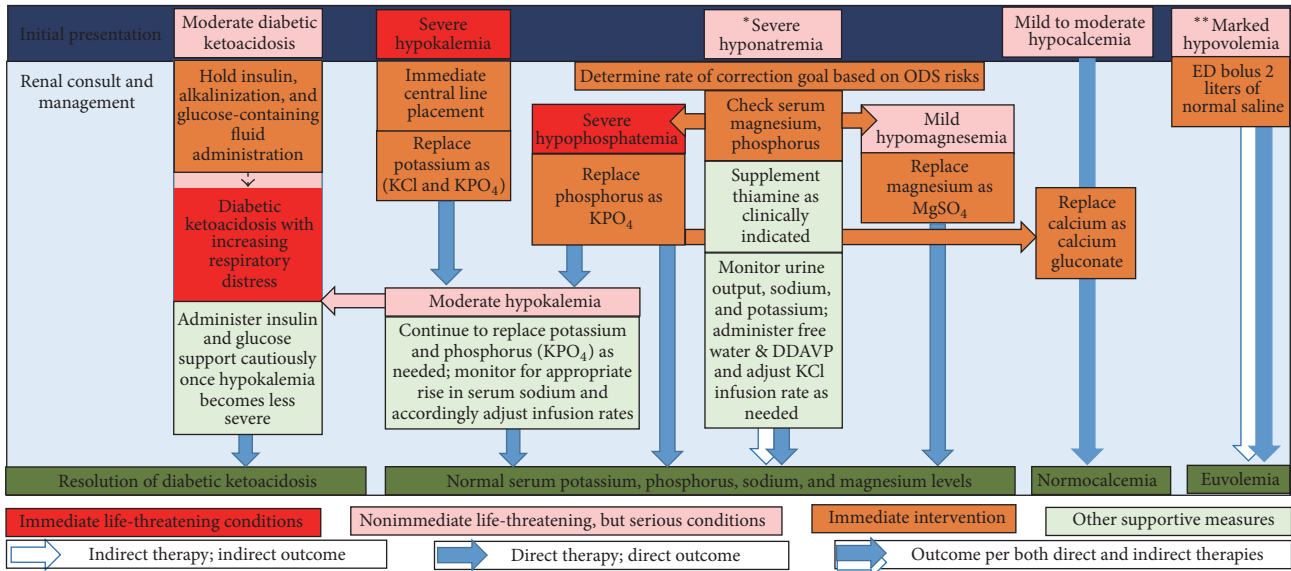 Initial presentation
Moderate diabetic
ketoacidosis
Severe
hypokalemia
*Severe
hyponatremia
Mild to moderate
hypocalcemia
**Marked
hypovolemia
Renal consult and
management
Hold insulin,
alkalinization, and
glucose-containing
fluid
administration
Diabetic
ketoacidosis with
increasing
respiratory
distress
Administer insulin
and glucose
support cautiously
once hypokalemia
becomes less
severe
Immediate
central line
placement
Replace
potassium as
(KCl and KPO4)
Moderate hypokalemia
Continue to replace potassium
and phosphorus (KPO4) as
needed; monitor for appropriate
rise in serum sodium and
accordingly adjust infusion rates
Determine rate of correction goal based on ODS risks
Severe
hypophosphatemia
Replace
phosphorus as
KPO4
Check serum
magnesium,
phosphorus
Supplement
thiamine as
clinically
indicated
Monitor urine
output, sodium,
and potassium;
administer free
water & DDAVP
and adjust KCl
infusion rate as
needed
Mild
hypomagnesemia
Replace
magnesium as
MgSO4
Replace
calcium as
calcium
gluconate
ED bolus 2
liters of
normal saline
Resolution of diabetic ketoacidosis
Normal serum potassium, phosphorus, sodium, and magnesium levels
Normocalcemia
Euvolemia
Immediate life-threatening conditions
Nonimmediate life-threatening, but serious conditions
Immediate intervention
Other supportive measures
Indirect therapy; indirect outcome
Direct therapy; direct outcome
Outcome per both direct and indirect therapies